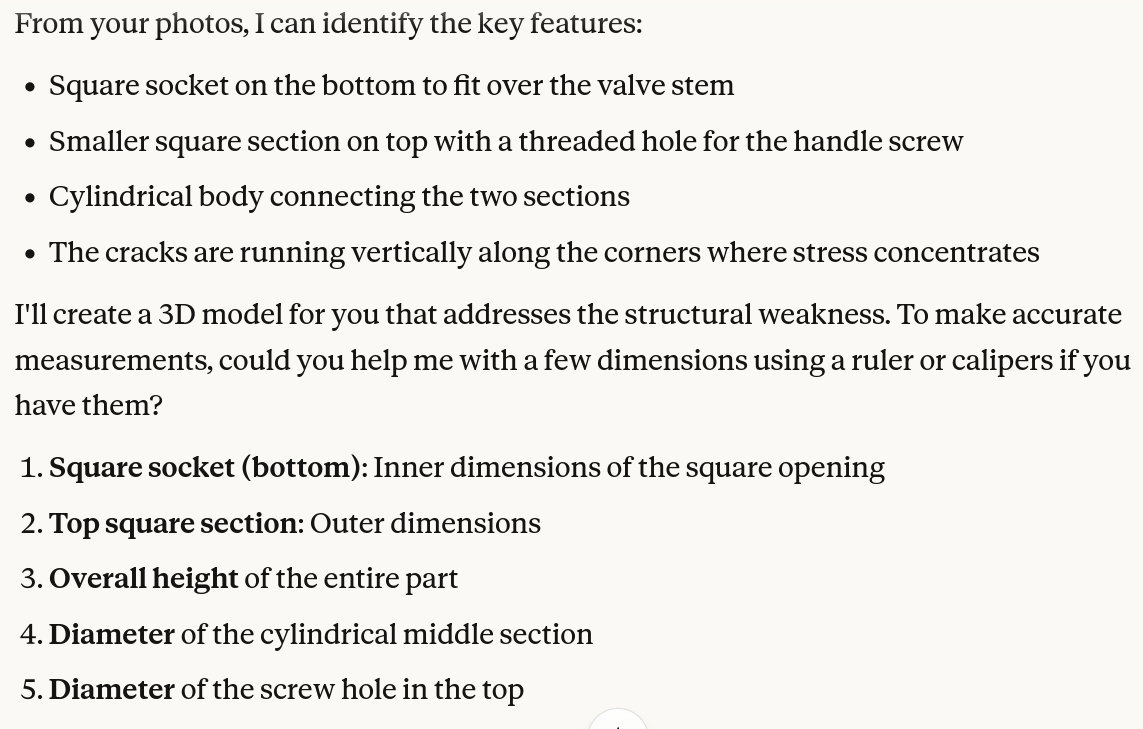 From your photos, I can identify the key features:
• Square socket on the bottom to fit over the valve stem
• Smaller square section on top with a threaded hole for the handle screw
• Cylindrical body connecting the two sections
• The cracks are running vertically along the corners where stress concentrates
I'll create a 3D model for you that addresses the structural weakness. To make accurate
measurements, could you help me with a few dimensions using a ruler or calipers if you
have them?
1. Square socket (bottom): Inner dimensions of the square opening
2. Top square section: Outer dimensions
3. Overall height of the entire part
4. Diameter of the cylindrical middle section
5. Diameter of the screw hole in the top